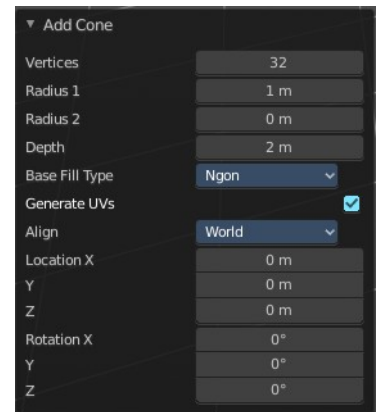 Add Cone
Vertices 32
Radius 1 1 m
Radius 2 0 m
Depth 2 m
Base Fill Type Ngon
Generate UVs
Align World
Location X 0 m
Y 0 m
Z 0 m
Rotation X 0°
Y 0°
Z 0°